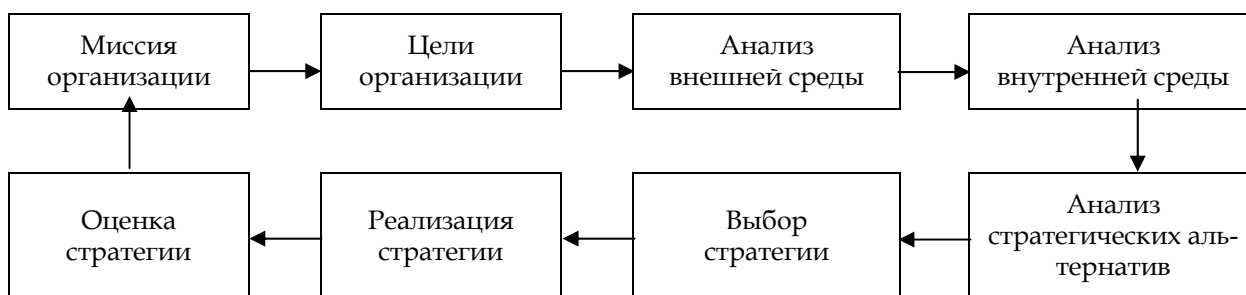 Миссия
организации
Цели
организации
Анализ
внешней среды
Анализ
внутренней среды
Оценка
стратегии
Реализация
стратегии
Выбор
стратегии
Анализ
стратегических аль-
тернатив